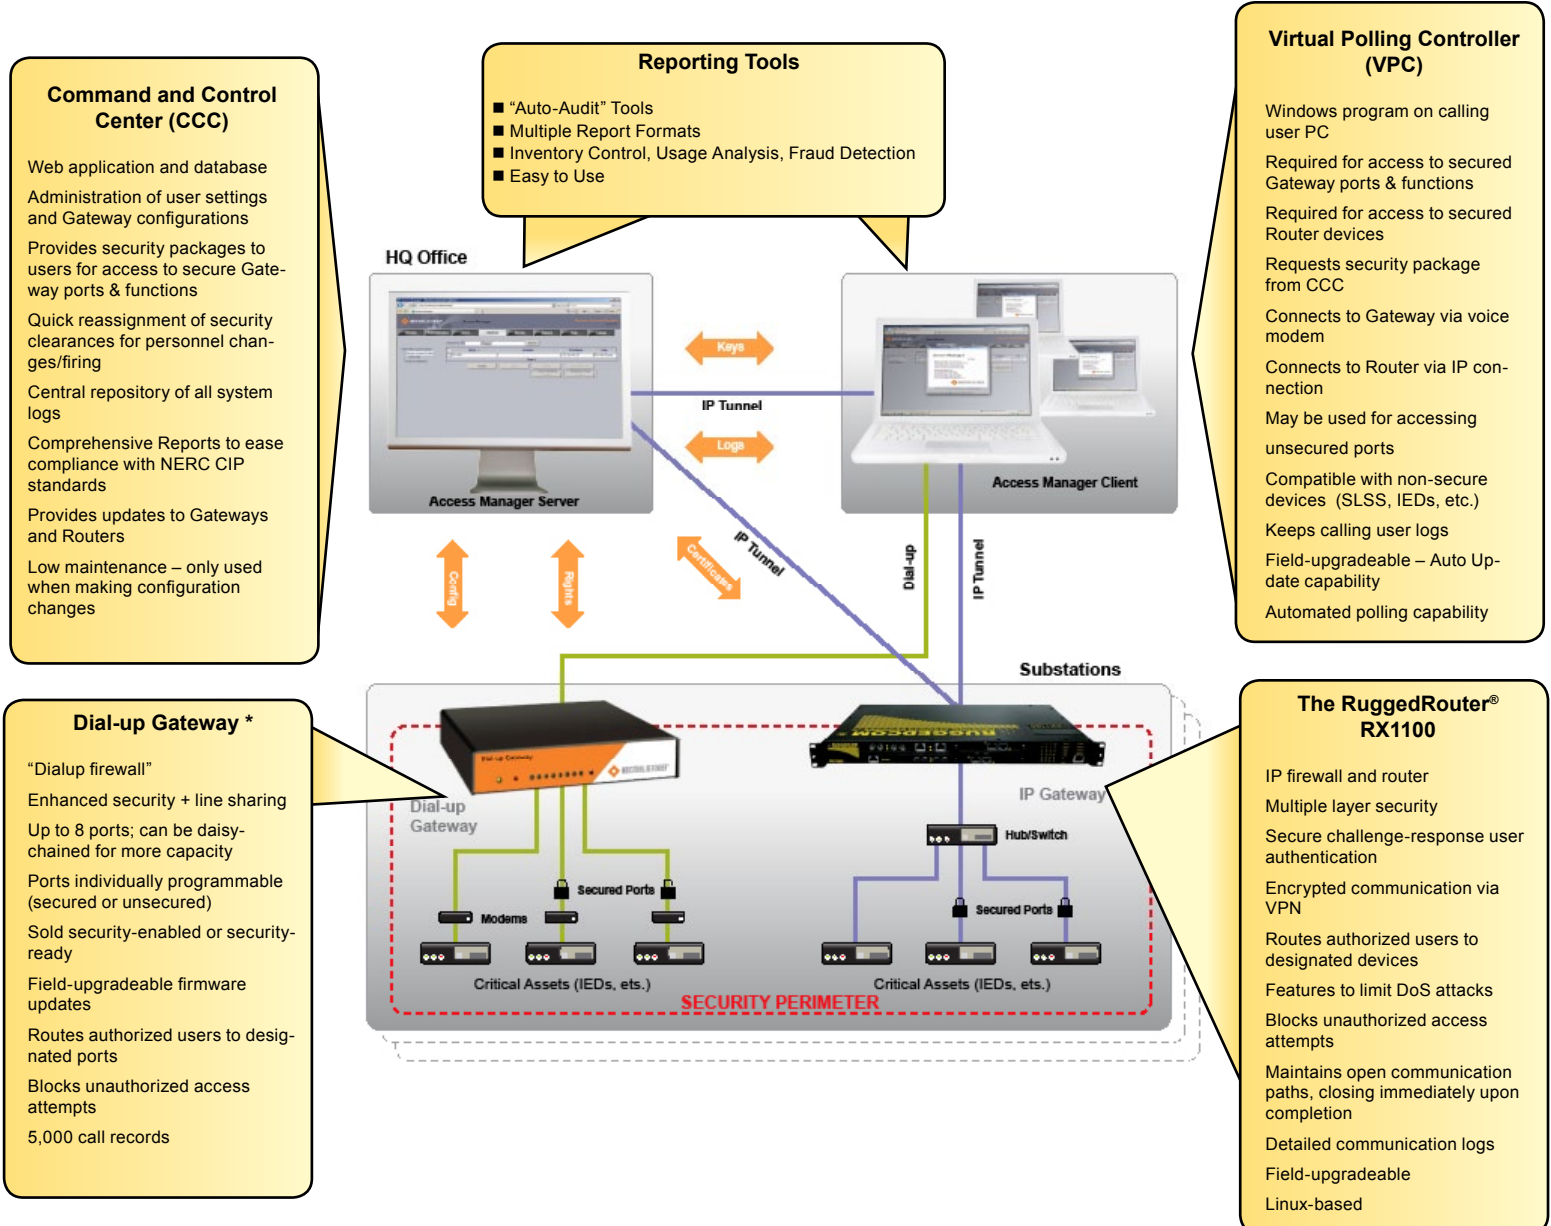 Command and Control
Center (CCC)
Web application and database
Administration of user settings
and Gateway configurations
Provides security packages to
users for access to secure Gate-
way ports & functions
Quick reassignment of security
clearances for personnel chan-
ges/firing
Central repository of all system
logs
Comprehensive Reports to ease
compliance with NERC CIP
standards
Provides updates to Gateways
and Routers
Low maintenance – only used
when making configuration
changes
Reporting Tools
■ “Auto-Audit” Tools
■ Multiple Report Formats
■ Inventory Control, Usage Analysis, Fraud Detection
■ Easy to Use
Virtual Polling Controller
(VPC)
Windows program on calling
user PC
Required for access to secured
Gateway ports & functions
Required for access to secured
Router devices
Requests security package
from CCC
Connects to Gateway via voice
modem
Connects to Router via IP con-
nection
May be used for accessing
unsecured ports
Compatible with non-secure
devices (SLSS, IEDs, etc.)
Keeps calling user logs
Field-upgradeable – Auto Up-
date capability
Automated polling capability
HQ Office
Access Manager Server
Keys
IP Tunnel
Logs
Access Manager Client
Config
Rights
Certificates
IP Tunnel
Dial-up
IP Tunnel
Substations
Dial-up Gateway
RUGGEDCOM
Dial-up
Gateway
IP Gateway
Hub/Switch
Secured Ports
Modems
Secured Ports
Critical Assets (IEDs, ets.)
Critical Assets (IEDs, ets.)
SECURITY PERIMETER
Dial-up Gateway *
“Dialup firewall”
Enhanced security + line sharing
Up to 8 ports; can be daisy-
chained for more capacity
Ports individually programmable
(secured or unsecured)
Sold security-enabled or security-
ready
Field-upgradeable firmware
updates
Routes authorized users to desig-
nated ports
Blocks unauthorized access
attempts
5,000 call records
The RuggedRouter®
RX1100
IP firewall and router
Multiple layer security
Secure challenge-response user
authentication
Encrypted communication via
VPN
Routes authorized users to
designated devices
Features to limit DoS attacks
Blocks unauthorized access
attempts
Maintains open communication
paths, closing immediately upon
completion
Detailed communication logs
Field-upgradeable
Linux-based